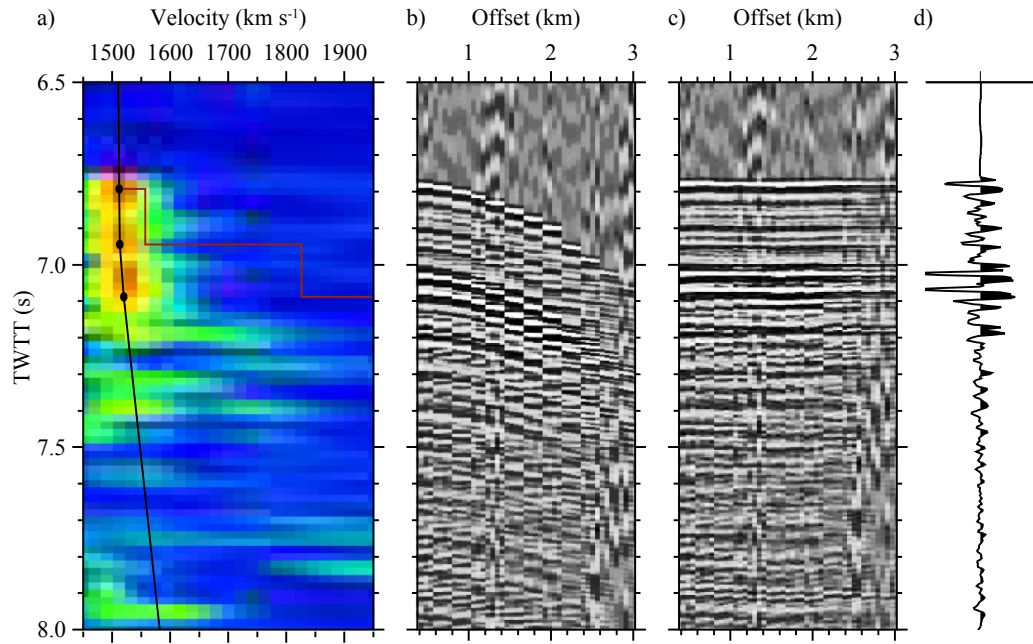 a) Velocity (km s⁻¹) b) Offset (km) c) Offset (km) d)
1500 1600 1700 1800 1900 1 2 3 1 2 3
6.5
7.0
7.5
8.0
TWTT (s)